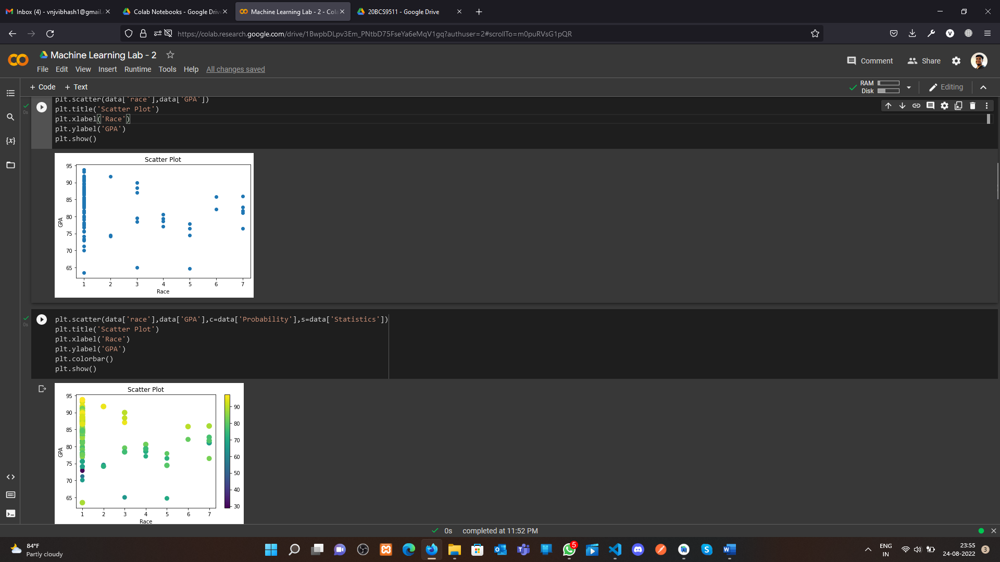 Inbox (4) - vnjvibhash1@gmail.
Colab Notebooks - Google Drive
Machine Learning Lab - 2 - Cola
20BCS9511 - Google Drive
https://colab.research.google.com/drive/1BwpbDLpv3Em_PNtbD75FseYa6eMqV1gq?authuser=2#scrollTo=m0puRVsG1pQR
Machine Learning Lab - 2
Comment
Share
File Edit View Insert Runtime Tools Help All changes saved
+ Code + Text
RAM
Disk
Editing
plt.scatter(data['race'],data['GPA'])
plt.title('Scatter Plot')
plt.xlabel('Race')
plt.ylabel('GPA')
plt.show()
0s
{x}
Scatter Plot
95
90
85
80
75
70
65
GPA
1 2 3 4 5 6 7
Race
0s
plt.scatter(data['race'],data['GPA'],c=data['Probability'],s=data['Statistics'])
plt.title('Scatter Plot')
plt.xlabel('Race')
plt.ylabel('GPA')
plt.colorbar()
plt.show()
Scatter Plot
95
90
85
80
75
70
65
GPA
1 2 3 4 5 6 7
Race
90
80
70
60
50
40
30
0s completed at 11:52 PM
84°F
Partly cloudy
5
ENG
IN
23:55
24-08-2022
3